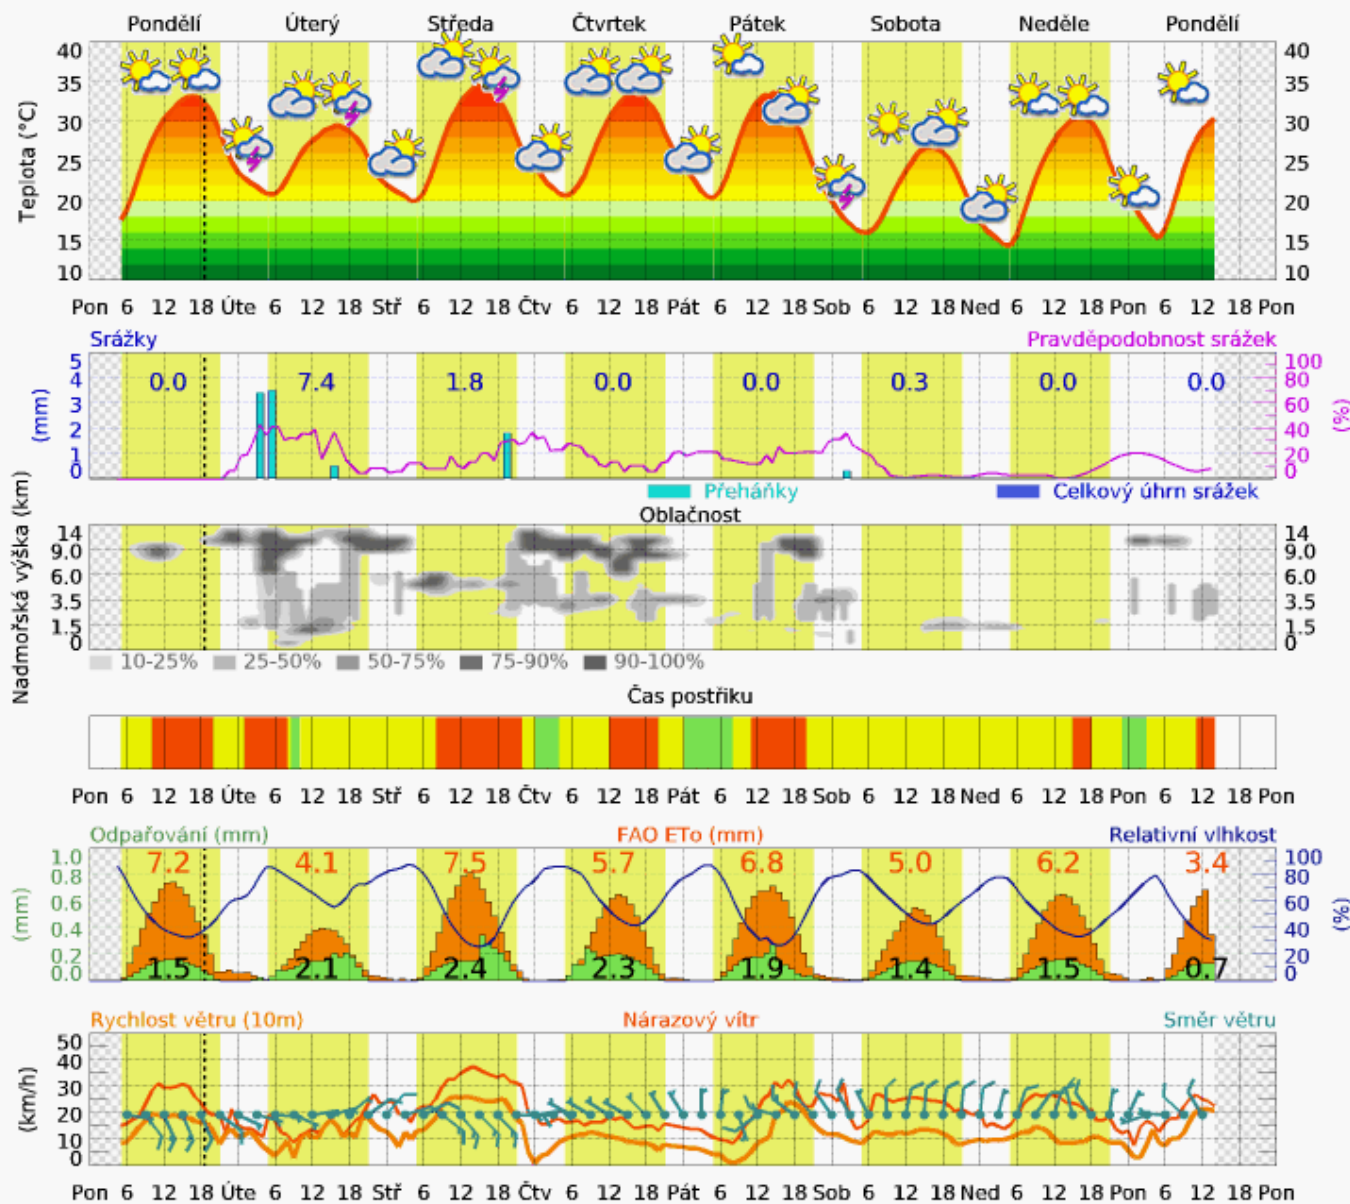 Pondělí Úterý Středa Čtvrtek Pátek Sobota Neděle Pondělí
Teplota (°C)
40 40
35 35
30 30
25 25
20 20
15 15
10 10
Pon 6 12 18 Úte 6 12 18 Stř 6 12 18 Čtv 6 12 18 Pát 6 12 18 Sob 6 12 18 Ned 6 12 18 Pon 6 12 18 Pon
Srážky Pravděpodobnost srážek
(mm) (%)
5 100
4 0.0 7.4 1.8 0.0 0.0 0.3 0.0 0.0 80
3 60
2 40
1 20
0 0
Přeháňky Celkový úhrn srážek
Oblačnost
Nadmořská výška (km)
14 14
9.0 9.0
6.0 6.0
3.5 3.5
1.5 1.5
0 0
10-25% 25-50% 50-75% 75-90% 90-100%
Čas postřiku
Pon 6 12 18 Úte 6 12 18 Stř 6 12 18 Čtv 6 12 18 Pát 6 12 18 Sob 6 12 18 Ned 6 12 18 Pon 6 12 18 Pon
Odpařování (mm) FAO ETo (mm) Relativní vlhkost
(mm) (%)
1.0 7.2 4.1 7.5 5.7 6.8 5.0 6.2 3.4 100
0.8 80
0.6 60
0.4 40
0.2 20
0.0 1.5 2.1 2.4 2.3 1.9 1.4 1.5 0.7 0
Rychlost větru (10m) Nárazový vítr Směr větru
(km/h)
50 50
40 40
30 30
20 20
10 10
0 0
Pon 6 12 18 Úte 6 12 18 Stř 6 12 18 Čtv 6 12 18 Pát 6 12 18 Sob 6 12 18 Ned 6 12 18 Pon 6 12 18 Pon